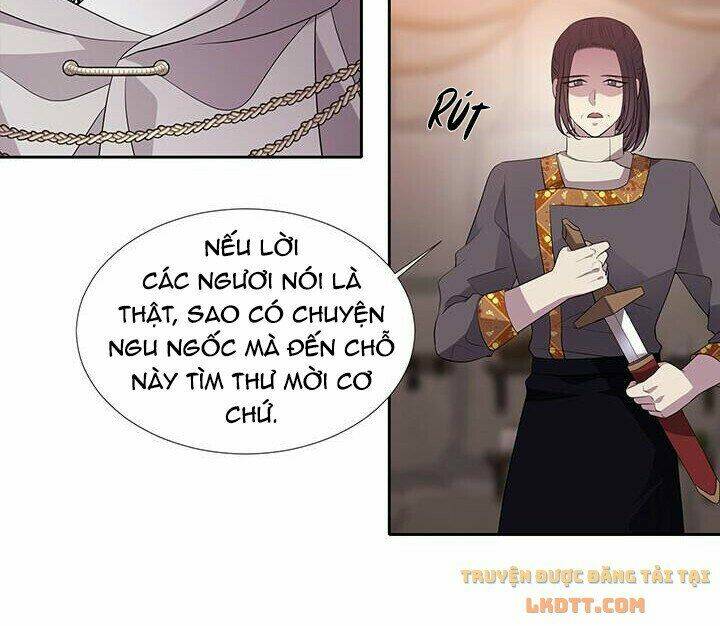 RÚT
NẾU LỜI
CÁC NGƯƠI NÓI LÀ
THẬT, SAO CÓ CHUYỆN
NGU NGỐC MÀ ĐẾN CHỖ
NÀY TÌM THƯ MỜI CƠ
CHỨ.
TRUYỆN ĐƯỢC ĐĂNG TẢI TẠI
LKDTT.COM